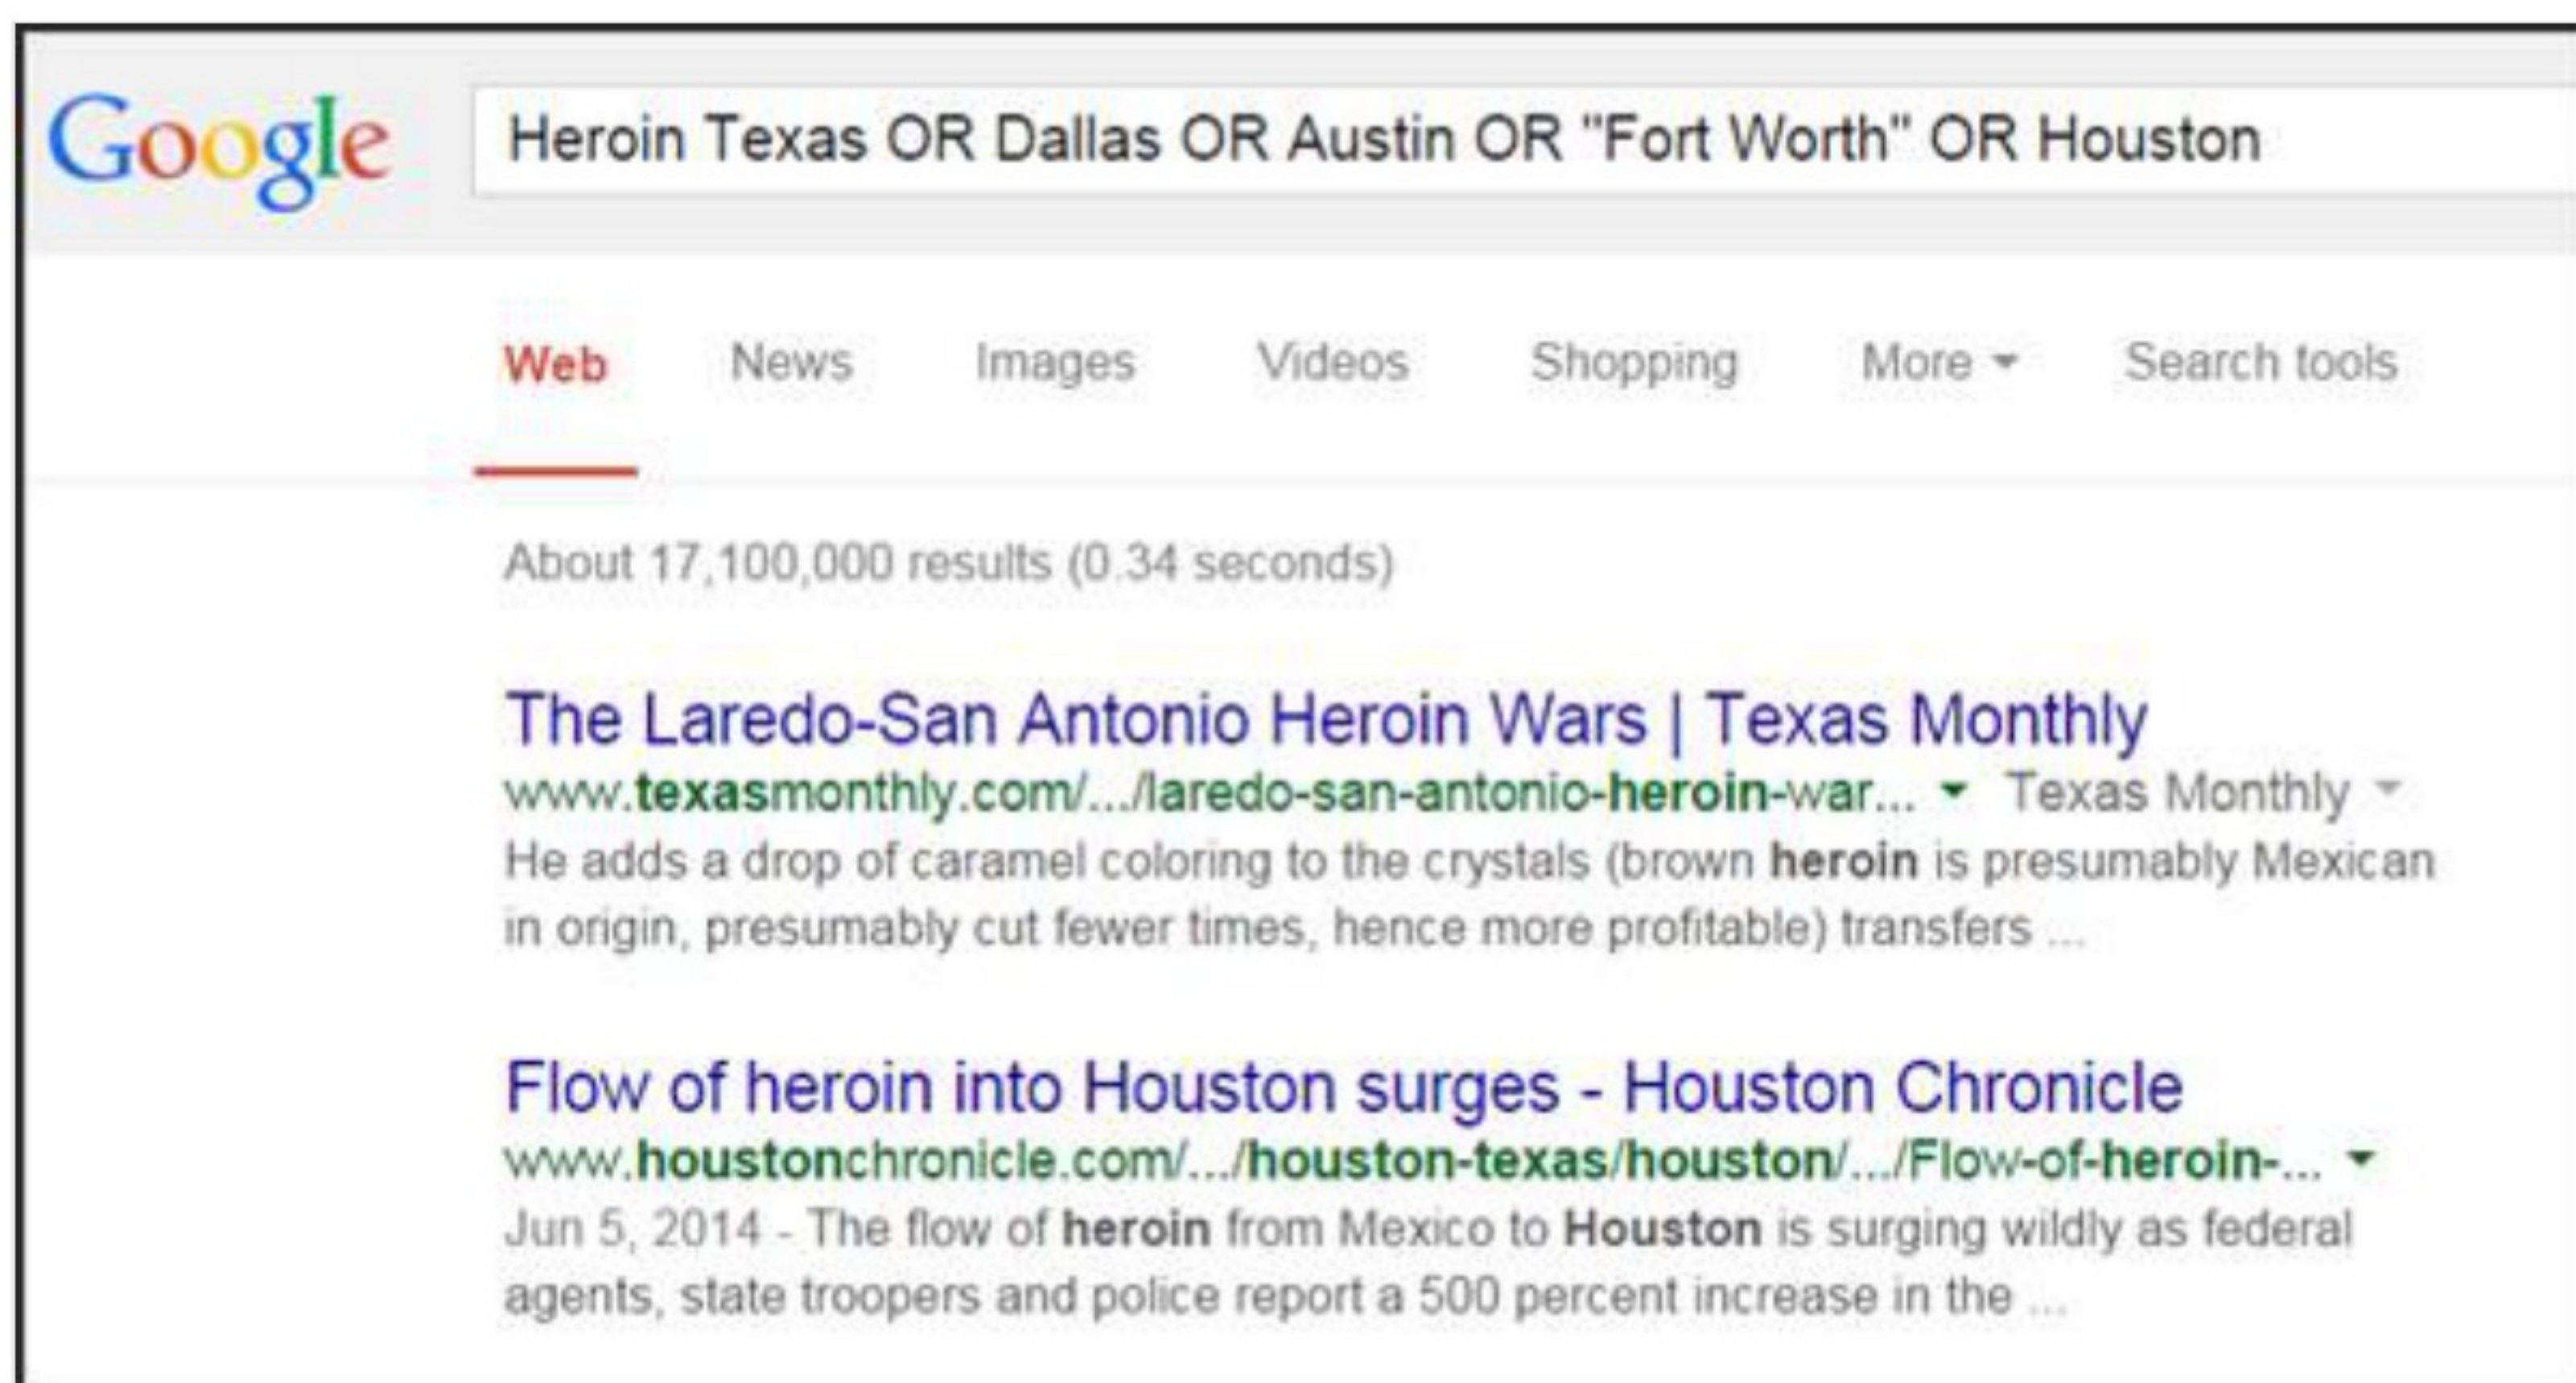 Google
Heroin Texas OR Dallas OR Austin OR "Fort Worth" OR Houston
Web News Images Videos Shopping More Search tools
About 17,100,000 results (0.34 seconds)
The Laredo-San Antonio Heroin Wars | Texas Monthly
www.texasmonthly.com/.../laredo-san-antonio-heroin-war... Texas Monthly
He adds a drop of caramel coloring to the crystals (brown heroin is presumably Mexican
in origin, presumably cut fewer times, hence more profitable) transfers ...
Flow of heroin into Houston surges - Houston Chronicle
www.houstonchronicle.com/.../houston-texas/houston/.../Flow-of-heroin-...
Jun 5, 2014 - The flow of heroin from Mexico to Houston is surging wildly as federal
agents, state troopers and police report a 500 percent increase in the ...